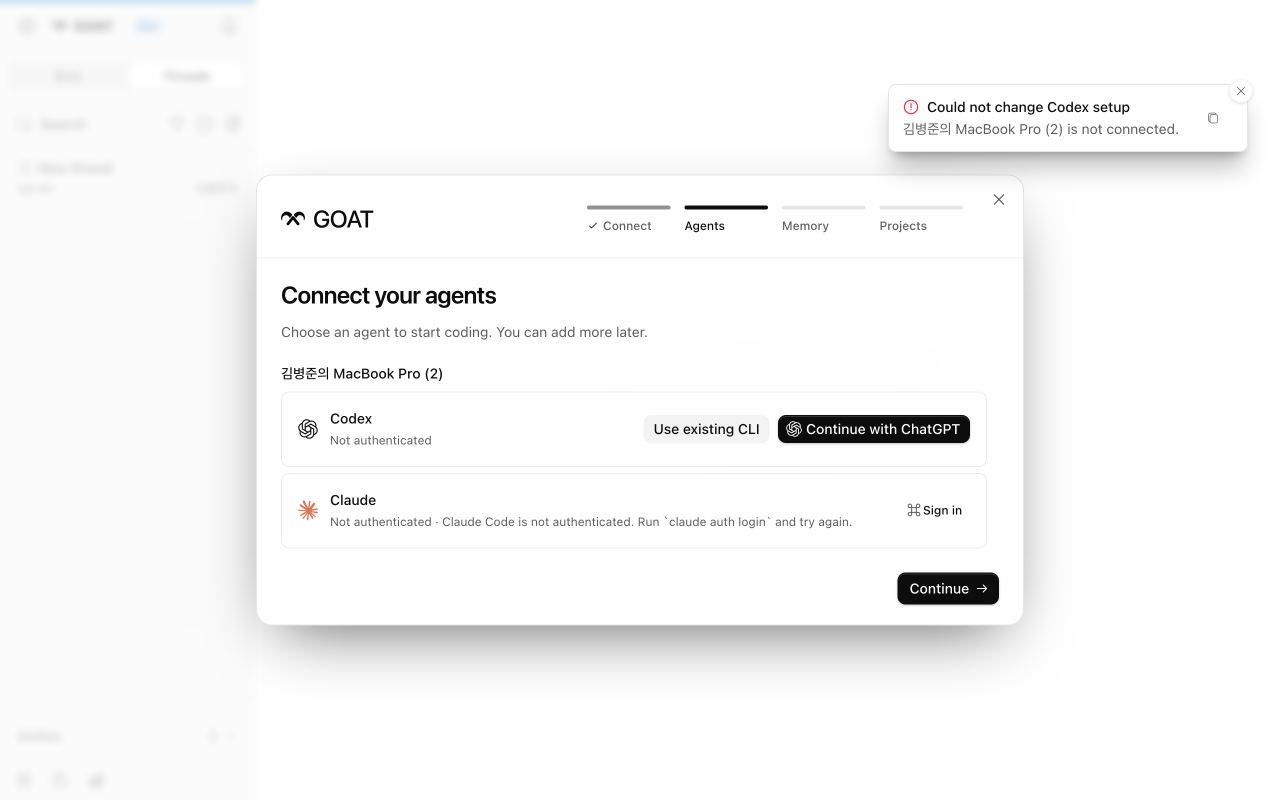 Could not change Codex setup
김병준의 MacBook Pro (2) is not connected.
GOAT
Connect
Agents
Memory
Projects
Connect your agents
Choose an agent to start coding. You can add more later.
김병준의 MacBook Pro (2)
Codex
Not authenticated
Use existing CLI
Continue with ChatGPT
Claude
Not authenticated · Claude Code is not authenticated. Run `claude auth login` and try again.
⌘ Sign in
Continue →